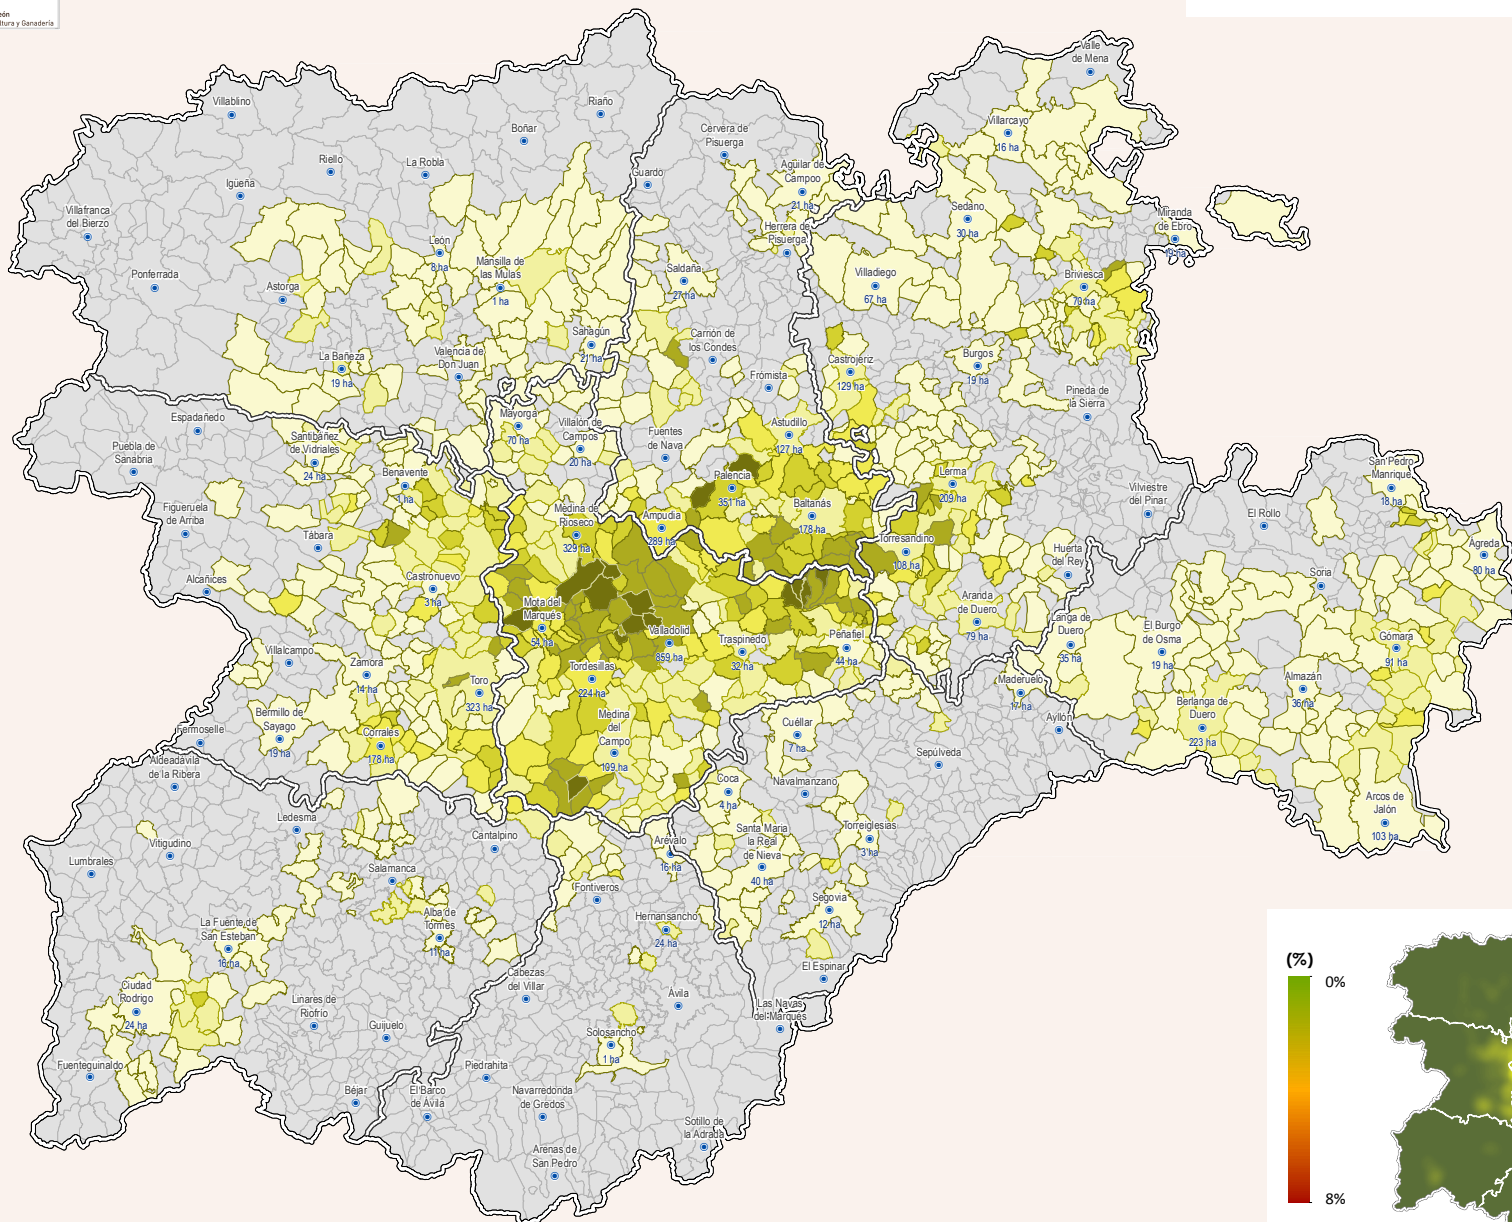 León
ltura y Ganadería
Valle
de Mena
Villablino
Riaño
Boñar
Cervera de
Pisuerga
Villarcayo
16 ha
Riello
La Robla
Guardo
Aguilar de
Campoo
21 ha
Igüeña
Villafranca
del Bierzo
Sedano
30 ha
Miranda
de Ebro
19 ha
Herrera de
Pisuerga
León
8 ha
Mansilla de
las Mulas
1 ha
Saldaña
27 ha
Villadiego
67 ha
Briviesca
70 ha
Ponferrada
Astorga
Sahagún
21 ha
Carrión de
los Condes
La Bañeza
19 ha
Valencia de
Don Juan
Castrojeriz
129 ha
Burgos
19 ha
Frómista
Pineda de
la Sierra
Espadañedo
Mayorga
70 ha
Villalón de
Campos
20 ha
Fuentes
de Nava
Astudillo
127 ha
Puebla de
Sanabria
Santibáñez
de Vidriales
24 ha
Benavente
1 ha
Palencia
351 ha
Lerma
209 ha
San Pedro
Manrique
18 ha
Vilviestre
del Pinar
Figueruela
de Arriba
Tábara
Medina de
Rioseco
329 ha
Ampudia
289 ha
Baltanás
178 ha
El Rollo
Torresandino
108 ha
Huerta
del Rey
Ágreda
80 ha
Alcañices
Castronuevo
3 ha
Soria
Mota del
Marqués
54 ha
Aranda
de Duero
79 ha
Valladolid
859 ha
Traspinedo
32 ha
Peñafiel
44 ha
Langa de
Duero
35 ha
El Burgo
de Osma
19 ha
Gómara
91 ha
Villalcampo
Zamora
14 ha
Tordesillas
224 ha
Toro
323 ha
Maderuelo
17 ha
Almazán
36 ha
Bermillo de
Sayago
19 ha
Medina
del
Campo
109 ha
Berlanga de
Duero
223 ha
Fermoselle
Corrales
178 ha
Cuéllar
7 ha
Ayllón
Aldeadávila
de la Ribera
Sepúlveda
Coca
4 ha
Navalmanzano
Arcos de
Jalón
103 ha
Ledesma
Cantalpino
Santa Maria
la Real
de Nieva
40 ha
Torreiglesias
3 ha
Vitigudino
Arévalo
16 ha
Lumbrales
Salamanca
Fontiveros
Segovia
12 ha
Alba de
Tormes
11 ha
La Fuente de
San Esteban
16 ha
Hernansancho
24 ha
El Espinar
Cabezas
del Villar
Ciudad
Rodrigo
24 ha
Linares de
Riofrío
Ávila
Las Navas
del Marqués
Guijuelo
Solosancho
1 ha
Fuenteguinaldo
Piedrahita
Béjar
El Barco
de Ávila
Navarredonda
de Gredos
Sotillo de
la Adrada
Arenas de
San Pedro
(%)
0%
8%